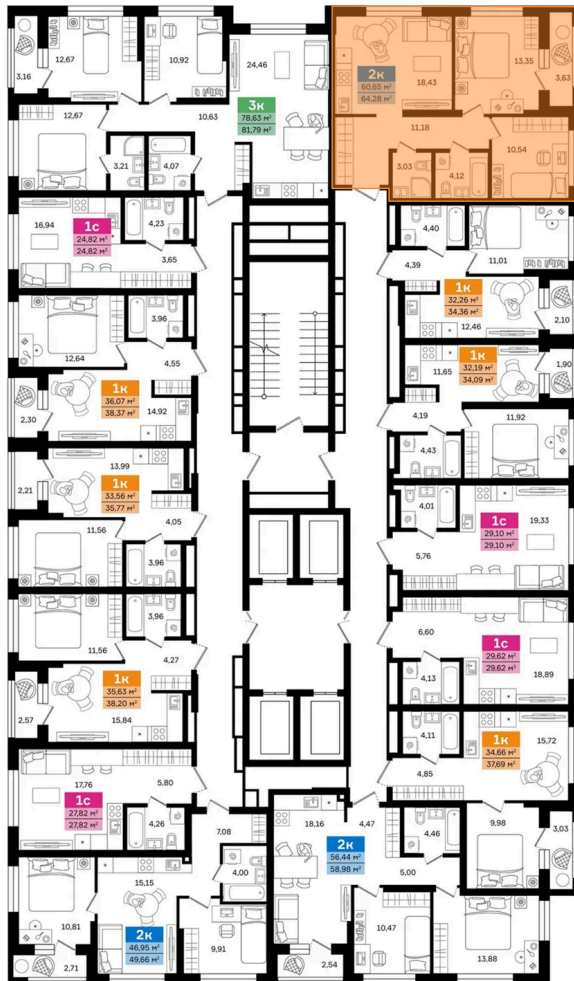 12,67
10,92
24,46
3,16
3к
78,63 м²
81,79 м²
12,67
10,63
3,21
4,07
2к
60,65 м²
64,28 м²
18,43
13,35
3,63
11,18
10,54
3,03
4,12
16,94
1с
24,82 м²
24,82 м²
4,23
3,65
4,40
11,01
4,39
1к
32,26 м²
34,36 м²
12,46
2,10
12,64
3,96
4,55
1к
36,07 м²
38,37 м²
14,92
2,30
11,65
1к
32,19 м²
34,09 м²
1,90
4,19
11,92
4,43
13,99
2,21
1к
33,56 м²
35,77 м²
4,05
11,56
3,96
4,01
1с
29,10 м²
29,10 м²
19,33
5,76
3,96
11,56
4,27
1к
35,63 м²
38,20 м²
2,57
15,84
6,60
1с
29,62 м²
29,62 м²
4,13
18,89
4,11
1к
34,66 м²
37,69 м²
15,72
4,85
17,76
5,80
1с
27,82 м²
27,82 м²
4,26
7,08
18,16
4,47
2к
56,44 м²
58,98 м²
4,46
9,98
3,03
5,00
15,15
4,00
10,81
2к
46,95 м²
49,66 м²
9,91
2,71
10,47
2,54
13,88